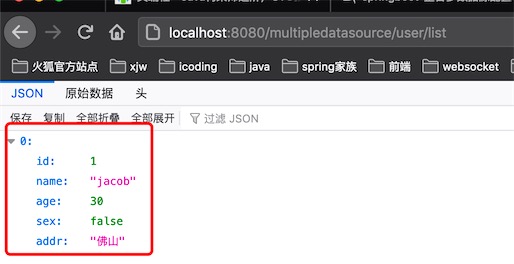 localhost:8080/multipledatasource/user/list
火狐官方站点 xjw icoding java spring家族 前端 websocket
JSON 原始数据 头
保存 复制 全部折叠 全部展开 过滤 JSON
0:
id: 1
name: "jacob"
age: 30
sex: false
addr: "佛山"